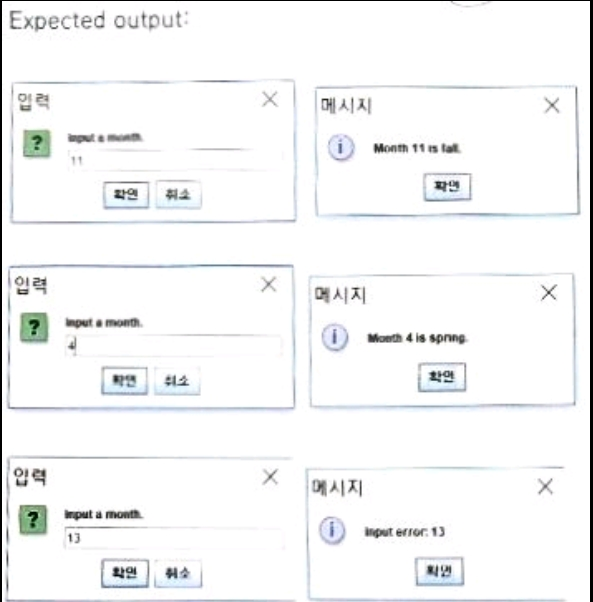 Expected output:
입력
Input a month.
11
확인 취소
메시지
Month 11 is fall.
확인
입력
Input a month.
4
확인 취소
메시지
Month 4 is spring.
확인
입력
Input a month.
13
확인 취소
메시지
Input error: 13
확인